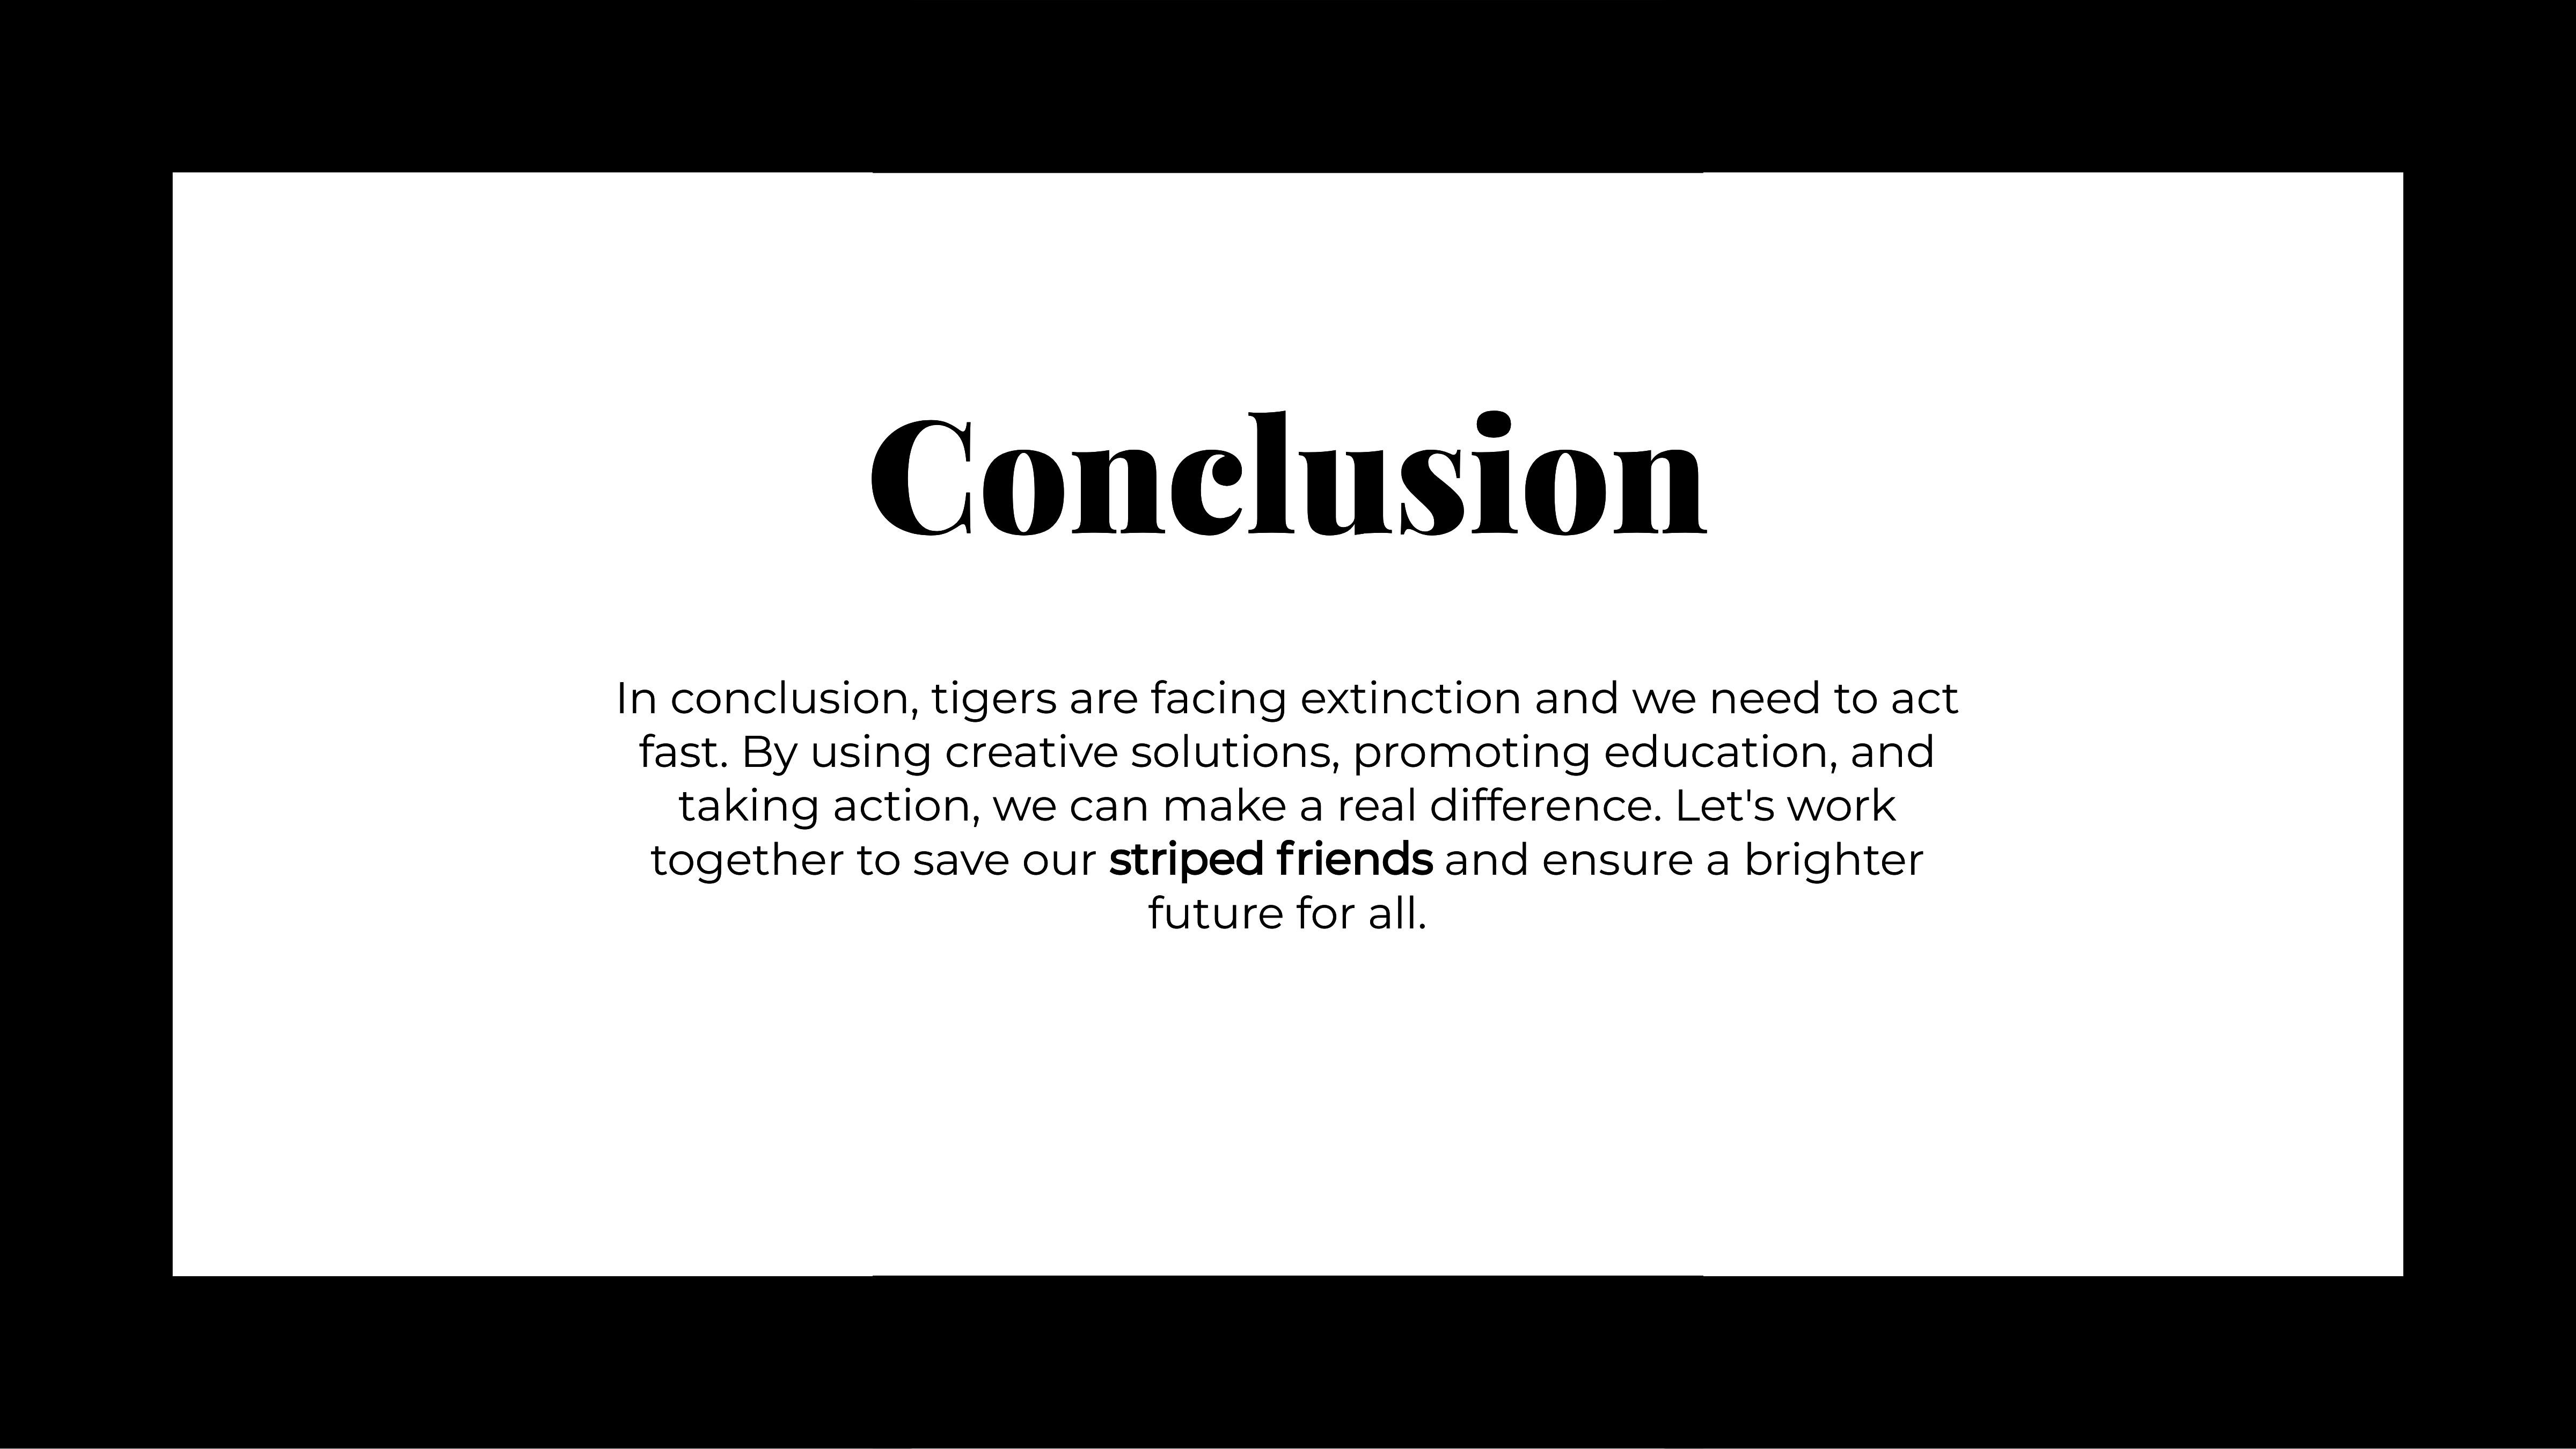 Conclusion
In conclusion, tigers are facing extinction and we need to act
fast. By using creative solutions, promoting education, and
taking action, we can make a real difference. Let's work
together to save our striped friends and ensure a brighter
future for all.